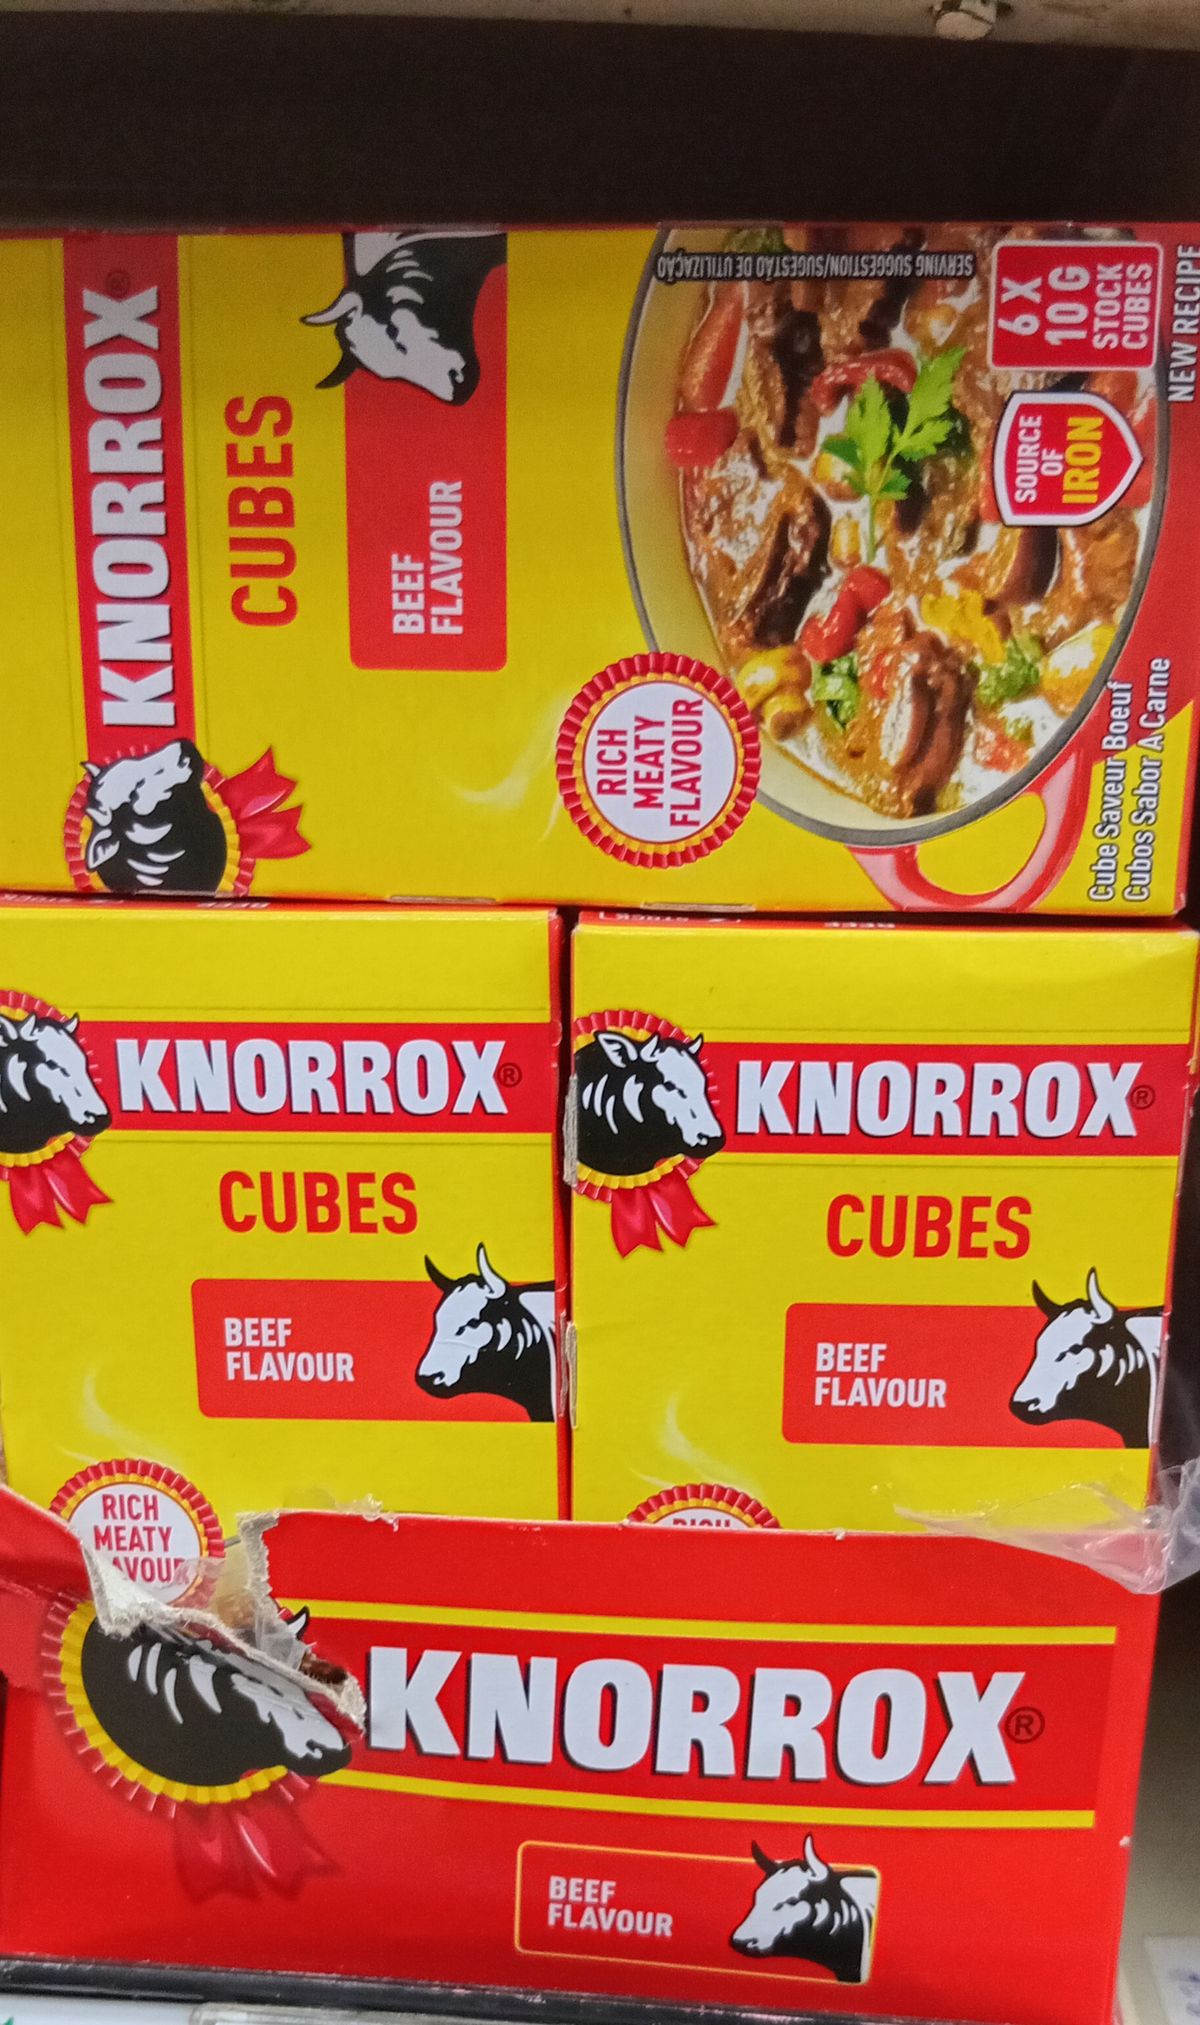 KNORROX®
CUBES
BEEF
FLAVOUR
RICH
MEATY
FLAVOUR
SERVING SUGGESTION/SUGESTÃO DE UTILIZAÇÃO
6 X
10 G
STOCK
CUBES
SOURCE
OF
IRON
NEW RECIPE
Cube Saveur Boeuf
Cubos Sabor A Carne
KNORROX®
CUBES
BEEF
FLAVOUR
RICH
MEATY
AVOUR
KNORROX®
CUBES
BEEF
FLAVOUR
RICH
KNORROX®
BEEF
FLAVOUR